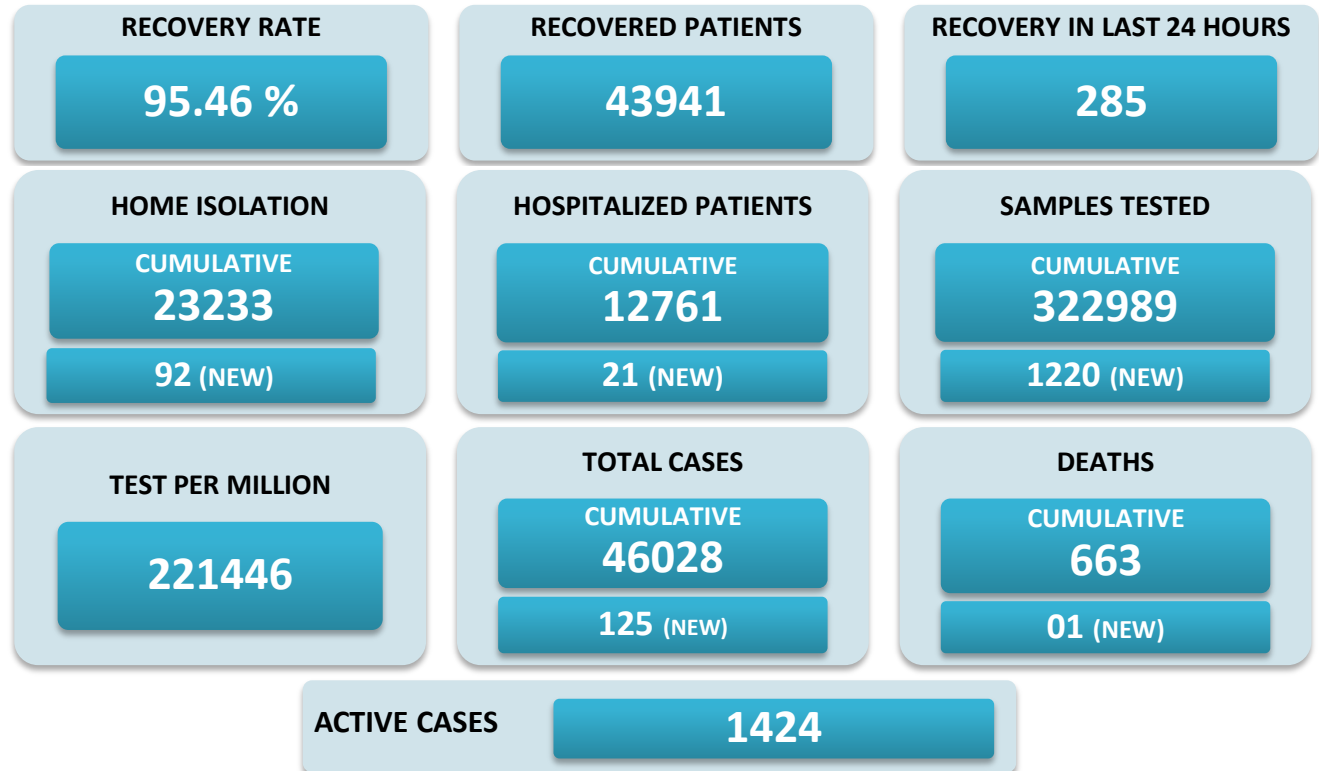 RECOVERY RATE
95.46 %
RECOVERED PATIENTS
43941
RECOVERY IN LAST 24 HOURS
285
HOME ISOLATION
CUMULATIVE
23233
92 (NEW)
HOSPITALIZED PATIENTS
CUMULATIVE
12761
21 (NEW)
SAMPLES TESTED
CUMULATIVE
322989
1220 (NEW)
TEST PER MILLION
221446
TOTAL CASES
CUMULATIVE
46028
125 (NEW)
DEATHS
CUMULATIVE
663
01 (NEW)
ACTIVE CASES
1424